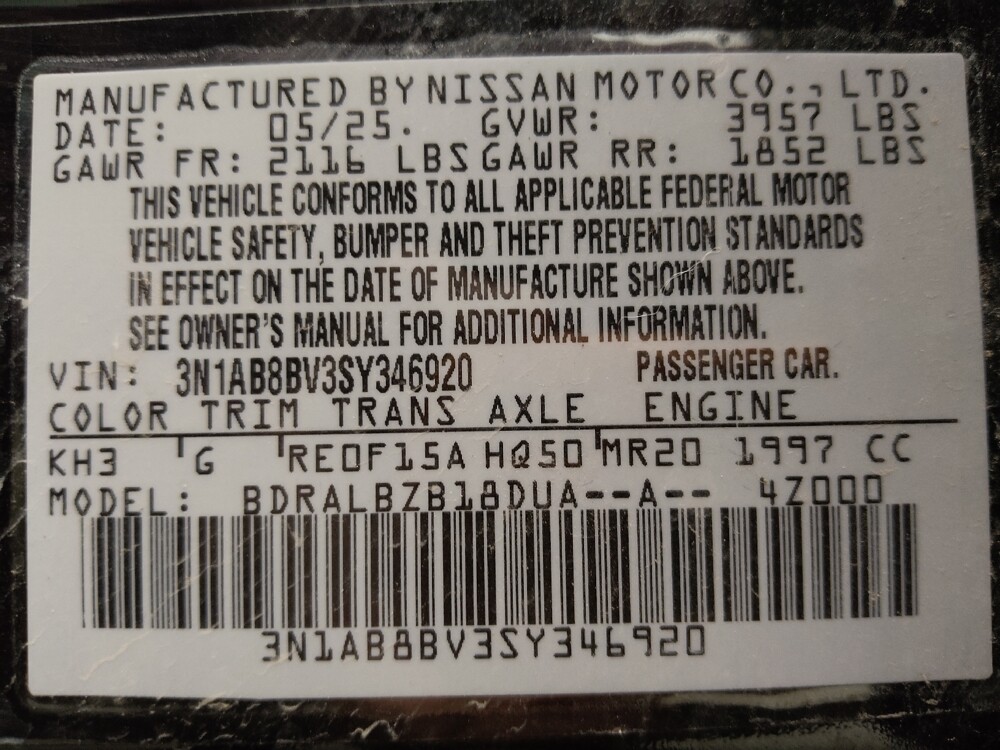 MANUFACTURED BY NISSAN MOTOR CO., LTD.
DATE: 05/25. GVWR: 3957 LBS
GAWR FR: 2116 LBS GAWR RR: 1852 LBS
THIS VEHICLE CONFORMS TO ALL APPLICABLE FEDERAL MOTOR
VEHICLE SAFETY, BUMPER AND THEFT PREVENTION STANDARDS
IN EFFECT ON THE DATE OF MANUFACTURE SHOWN ABOVE.
SEE OWNER'S MANUAL FOR ADDITIONAL INFORMATION.
VIN: 3N1AB8BV3SY346920 PASSENGER CAR.
COLOR TRIM TRANS AXLE ENGINE
KH3 G RE0F15A HQ50 MR20 1997 CC
MODEL: BDRALBZB18DUA--A-- 4Z000
3N1AB8BV3SY346920